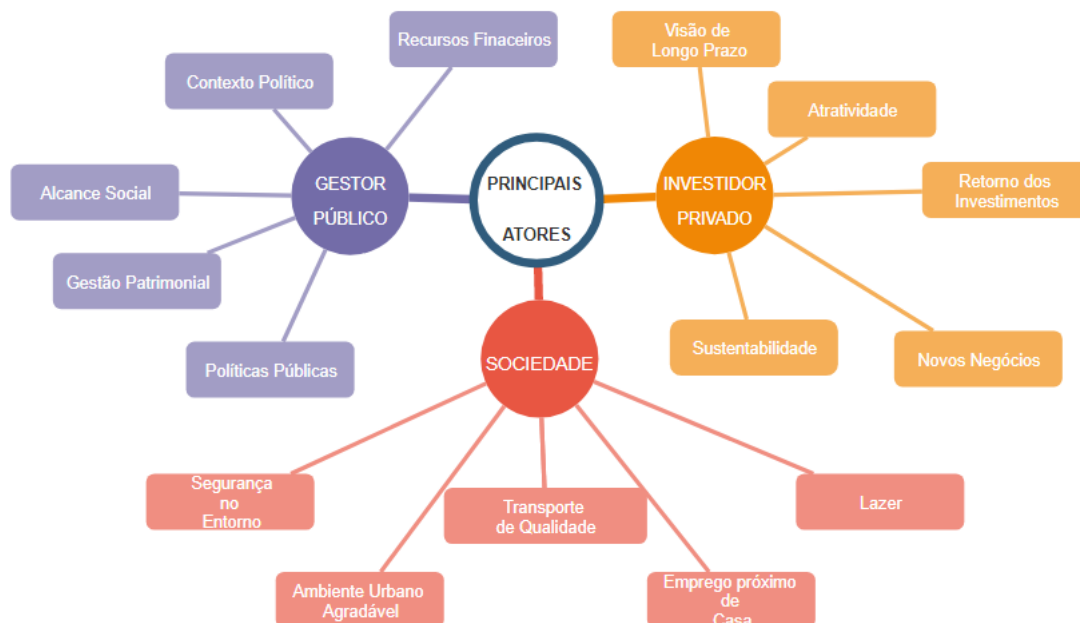 Recursos Finaceiros
Contexto Político
Alcance Social
Gestão Patrimonial
Políticas Públicas
GESTOR
PÚBLICO
PRINCIPAIS
ATORES
INVESTIDOR
PRIVADO
Visão de
Longo Prazo
Atratividade
Retorno dos
Investimentos
Novos Negócios
Sustentabilidade
SOCIEDADE
Segurança
no
Entorno
Ambiente Urbano
Agradável
Transporte
de Qualidade
Emprego próximo
de
Casa
Lazer